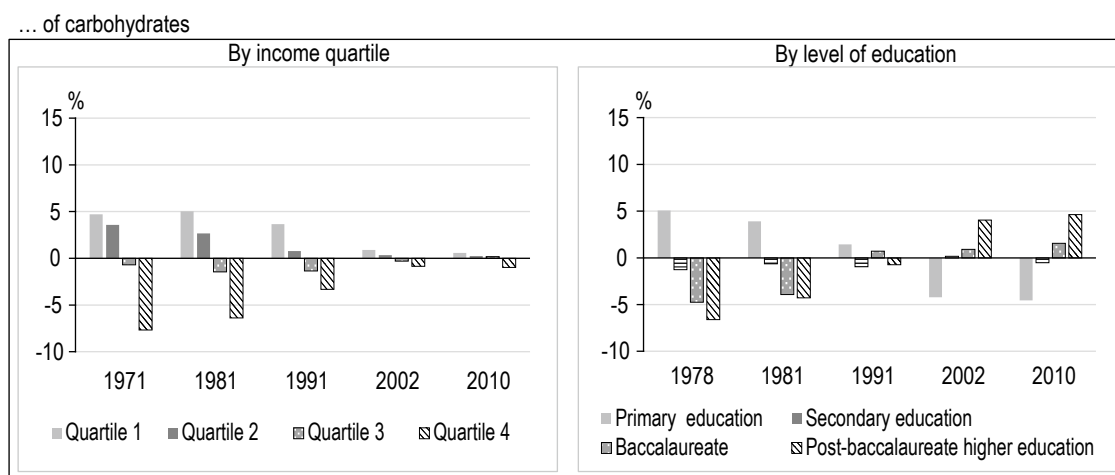 … of carbohydrates
By income quartile
%
15
10
5
0
-5
-10
1971 1981 1991 2002 2010
Quartile 1 Quartile 2 Quartile 3 Quartile 4
By level of education
%
15
10
5
0
-5
-10
1978 1981 1991 2002 2010
Primary education Secondary education
Baccalaureate Post-baccalaureate higher education